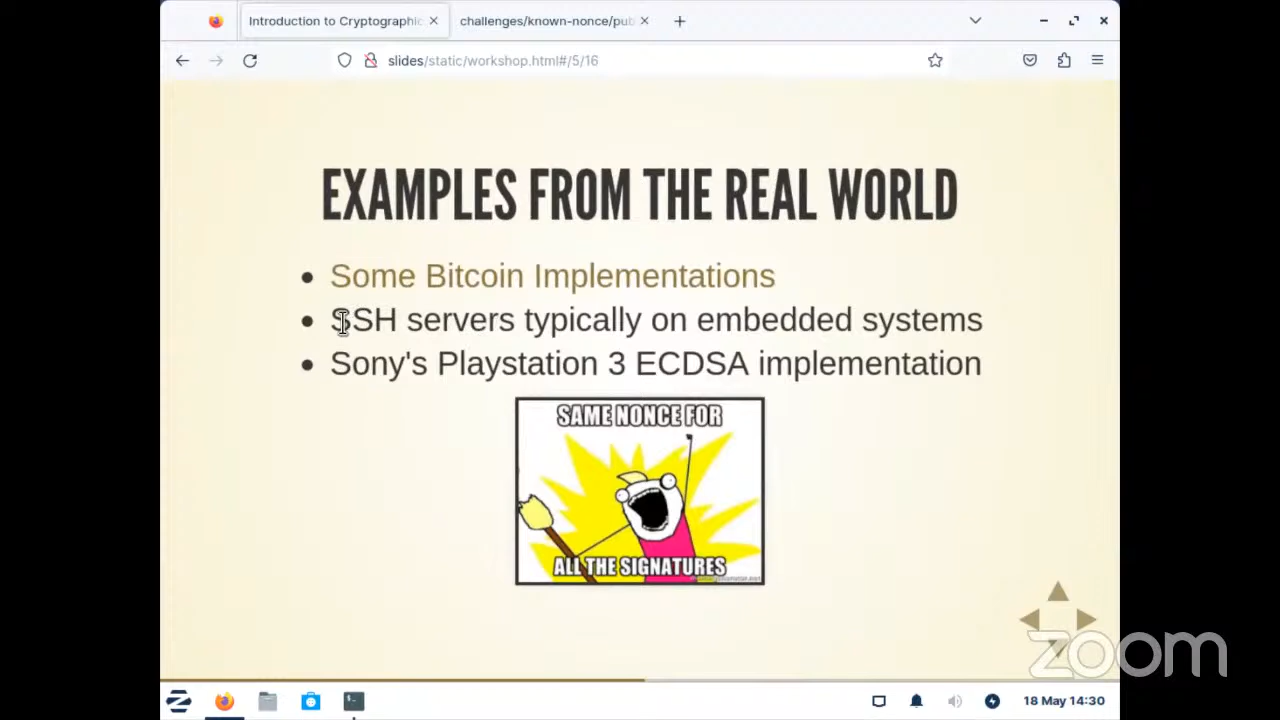 Introduction to Cryptographic
challenges/known-nonce/pub
slides/static/workshop.html#/5/16
EXAMPLES FROM THE REAL WORLD
Some Bitcoin Implementations
SSH servers typically on embedded systems
Sony's Playstation 3 ECDSA implementation
SAME NONCE FOR
ALL THE SIGNATURES
zoom
18 May 14:30